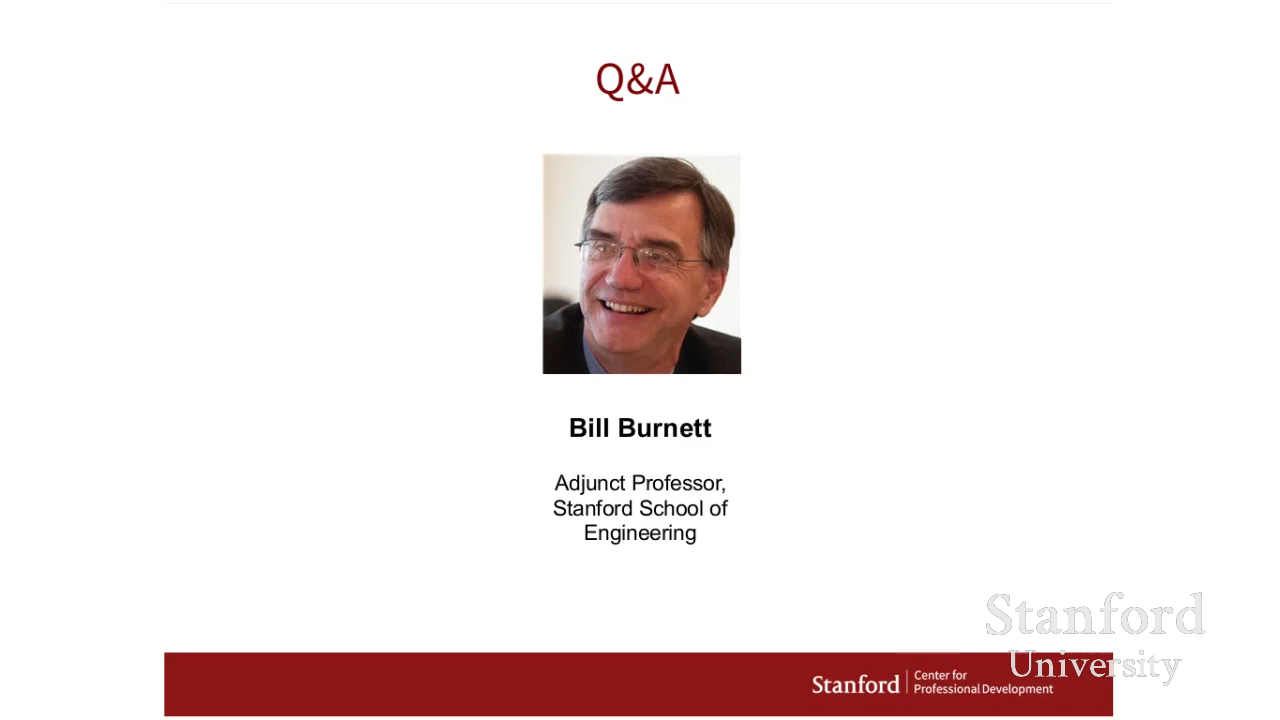 Q&A
Bill Burnett
Adjunct Professor,
Stanford School of
Engineering
Stanford
University
Stanford
Center for
Professional Development